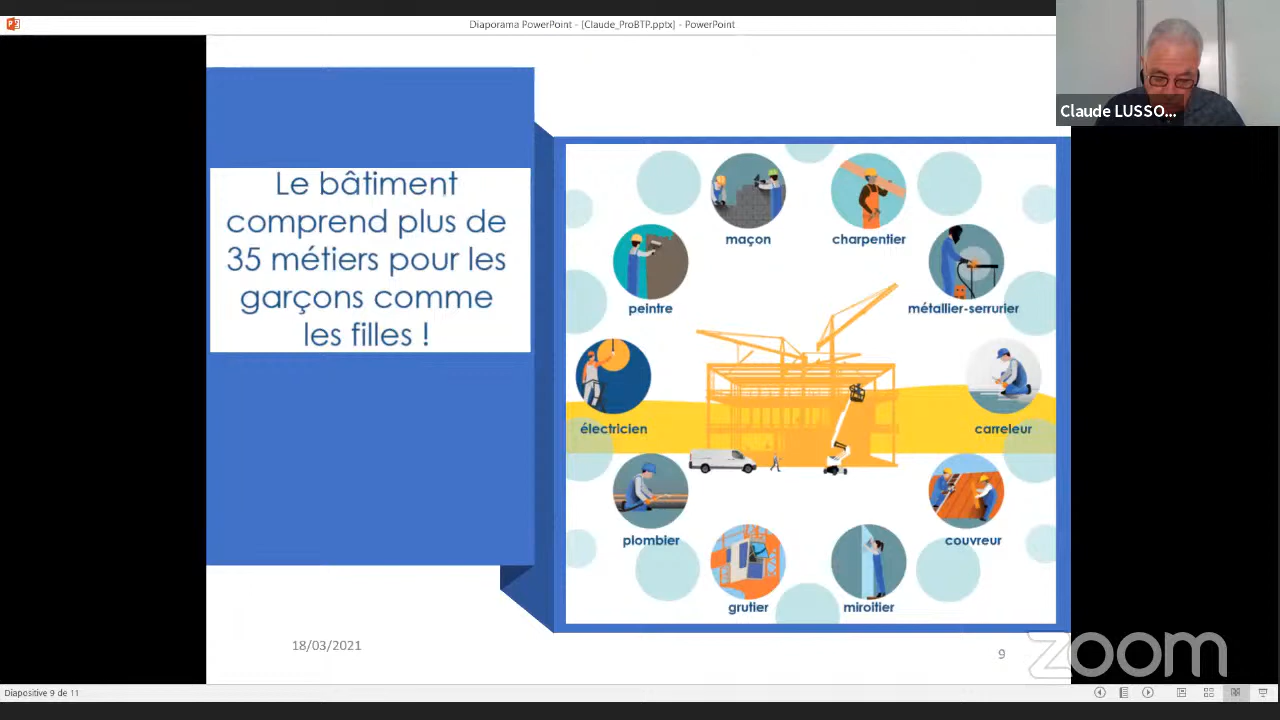 Diaporama PowerPoint - [Claude_ProBTP.pptx] - PowerPoint
Claude LUSSO...
Le bâtiment
comprend plus de
35 métiers pour les
garçons comme
les filles !
maçon
charpentier
peintre
métallier-serrurier
électricien
carreleur
plombier
couvreur
grutier
miroitier
18/03/2021
9
zoom
Diapositive 9 de 11